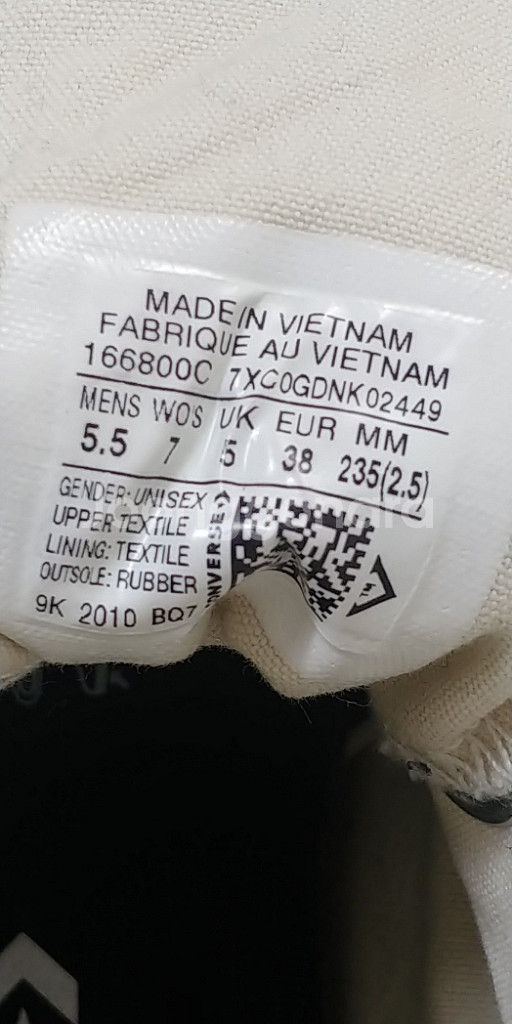 MADE IN VIETNAM
FABRIQUE AU VIETNAM
166800C 7XC0GDNK02449
MENS WOS UK EUR MM
5.5 7 5 38 235(2.5)
GENDER: UNISEX
UPPER TEXTILE
LINING: TEXTILE
OUTSOLE: RUBBER
9K 2010 BQ7